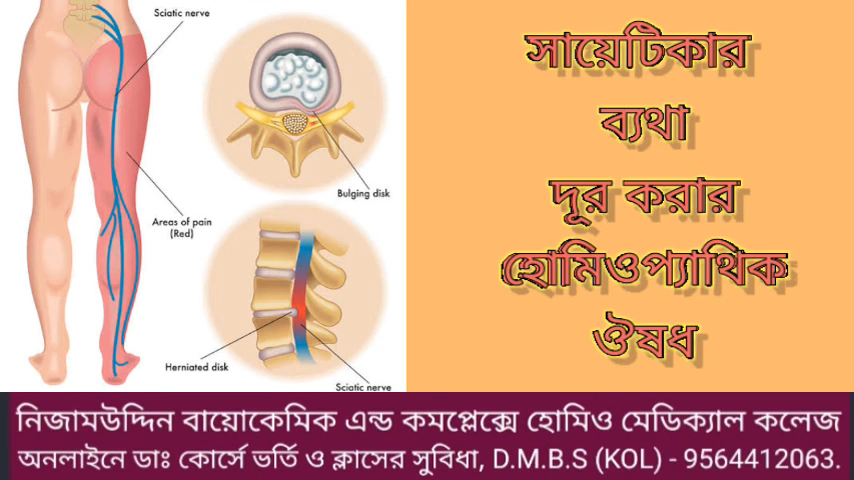 Sciatic nerve
Bulging disk
Areas of pain
(Red)
Herniated disk
Sciatic nerve
সায়েটিকার
ব্যথা
দূর করার
হোমিওপ্যাথিক
ঔষধ
নিজামউদ্দিন বায়োকেমিক এন্ড কমপ্লেক্সে হোমিও মেডিক্যাল কলেজ
অনলাইনে ডাঃ কোর্সে ভর্তি ও ক্লাসের সুবিধা, D.M.B.S (KOL) - 9564412063.